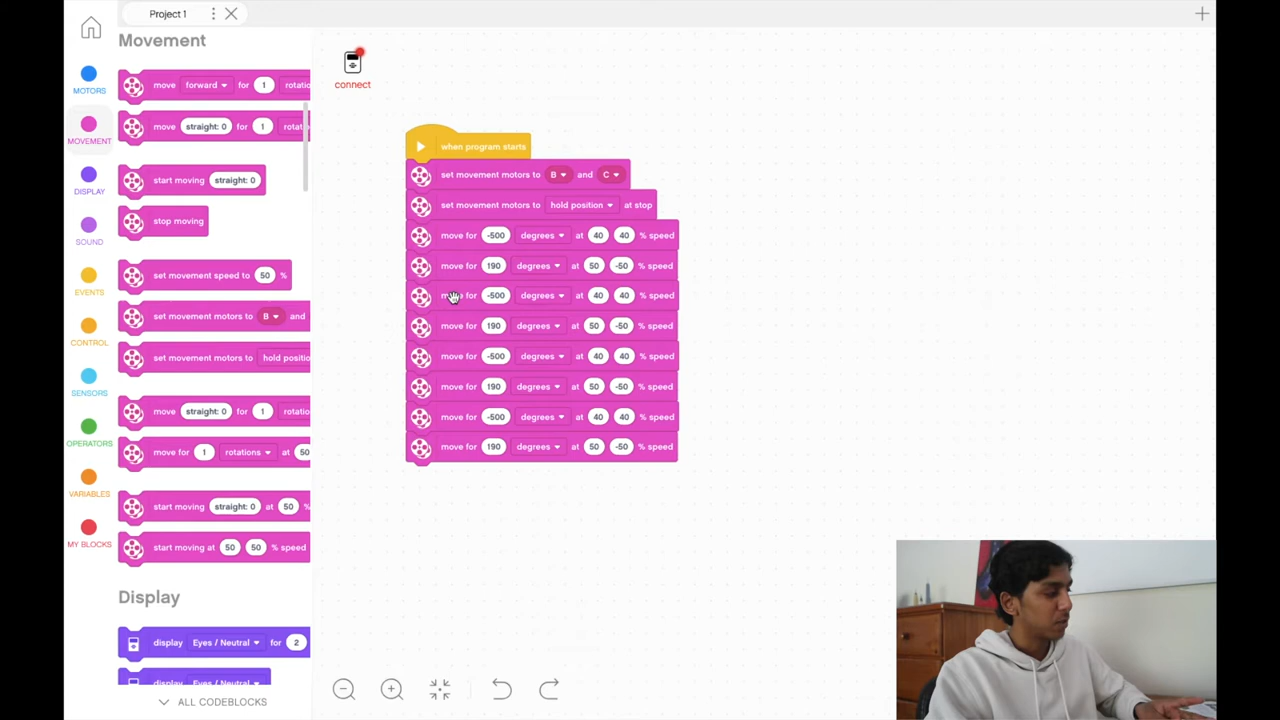 Project 1
Movement
connect
MOTORS
MOVEMENT
DISPLAY
SOUND
EVENTS
CONTROL
SENSORS
OPERATORS
VARIABLES
MY BLOCKS
move forward for 1
move straight: 0 for 1
start moving straight: 0
stop moving
set movement speed to 50 %
set movement motors to B and
set movement motors to hold
move straight: 0 for 1
move for 1 rotations at 50
start moving straight: 0 at 50 %
start moving at 50 50 % speed
Display
display Eyes / Neutral for 2
display Eyes / Neutral
ALL CODEBLOCKS
when program starts
set movement motors to B and C
set movement motors to hold position at stop
move for -500 degrees at 40 40 % speed
move for 190 degrees at 50 -50 % speed
move for -500 degrees at 40 40 % speed
move for 190 degrees at 50 -50 % speed
move for -500 degrees at 40 40 % speed
move for 190 degrees at 50 -50 % speed
move for -500 degrees at 40 40 % speed
move for 190 degrees at 50 -50 % speed